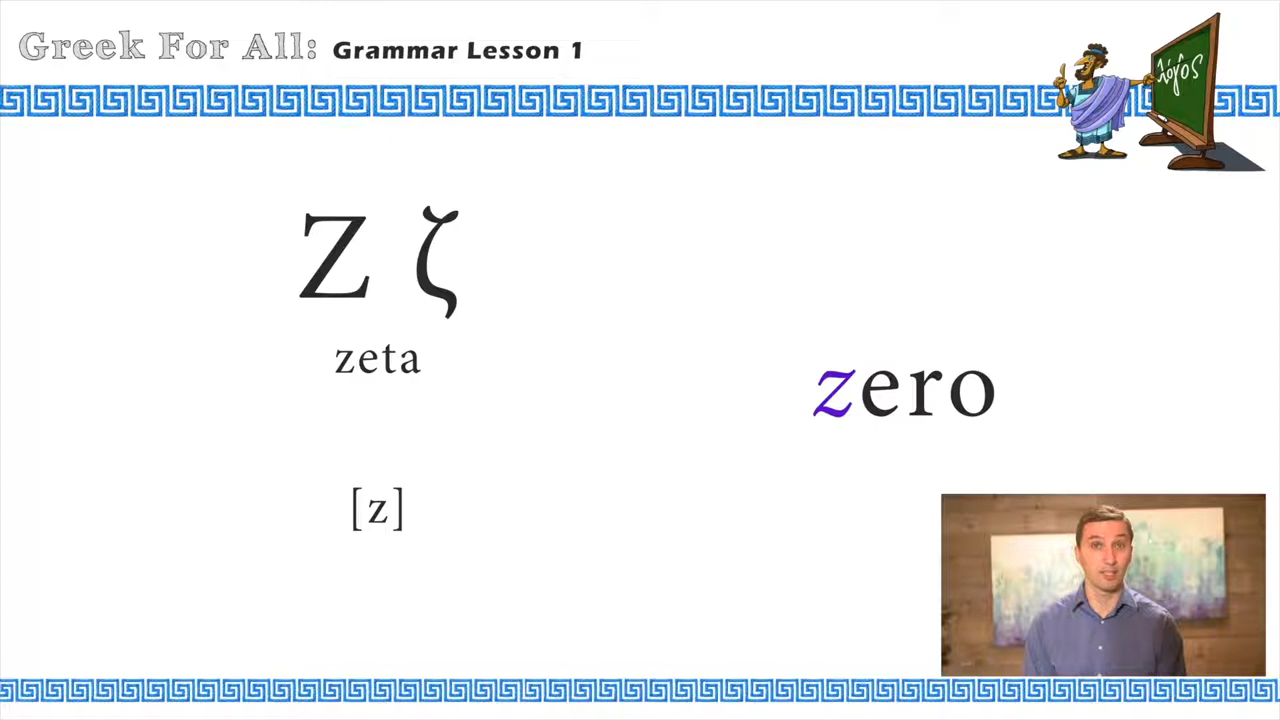 Greek For All: Grammar Lesson 1
λόγος
Ζ ζ
zeta
zero
[z]